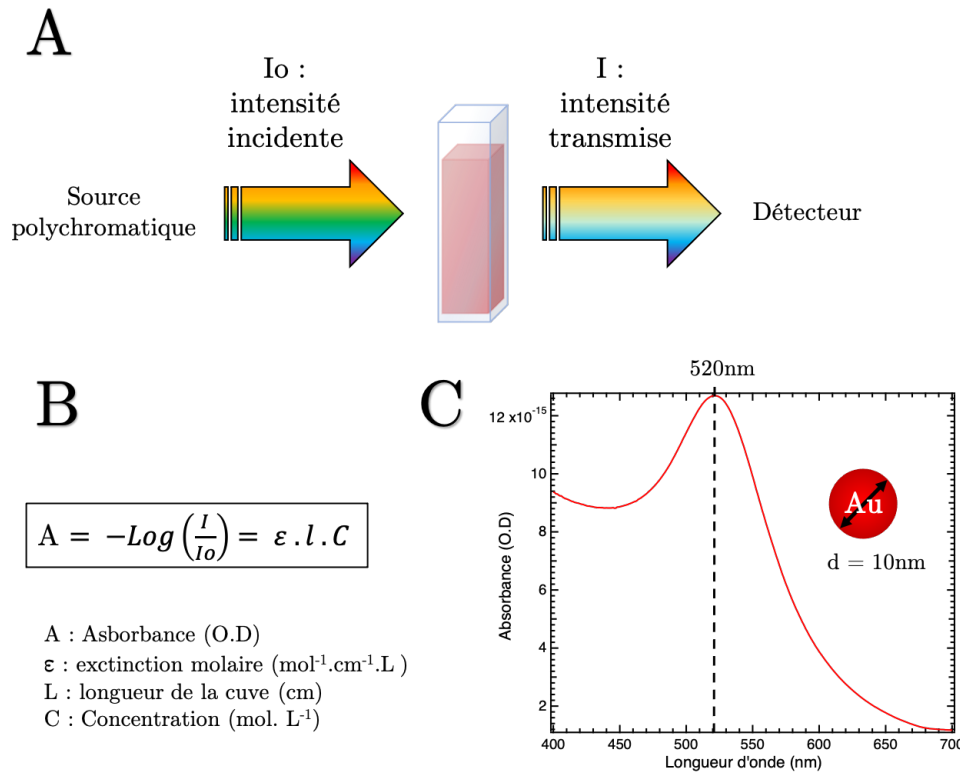 A
Io :
intensité
incidente
I :
intensité
transmise
Source
polychromatique
Détecteur
B
A = −Log(I/Io) = ε.l.C
A : Asborbance (O.D)
ε : exctinction molaire (mol⁻¹.cm⁻¹.L )
L : longueur de la cuve (cm)
C : Concentration (mol. L⁻¹)
C
520nm
12 x10⁻¹⁵
10
8
6
4
2
Absorbance (O.D)
Au
d = 10nm
400 450 500 550 600 650 700
Longueur d'onde (nm)